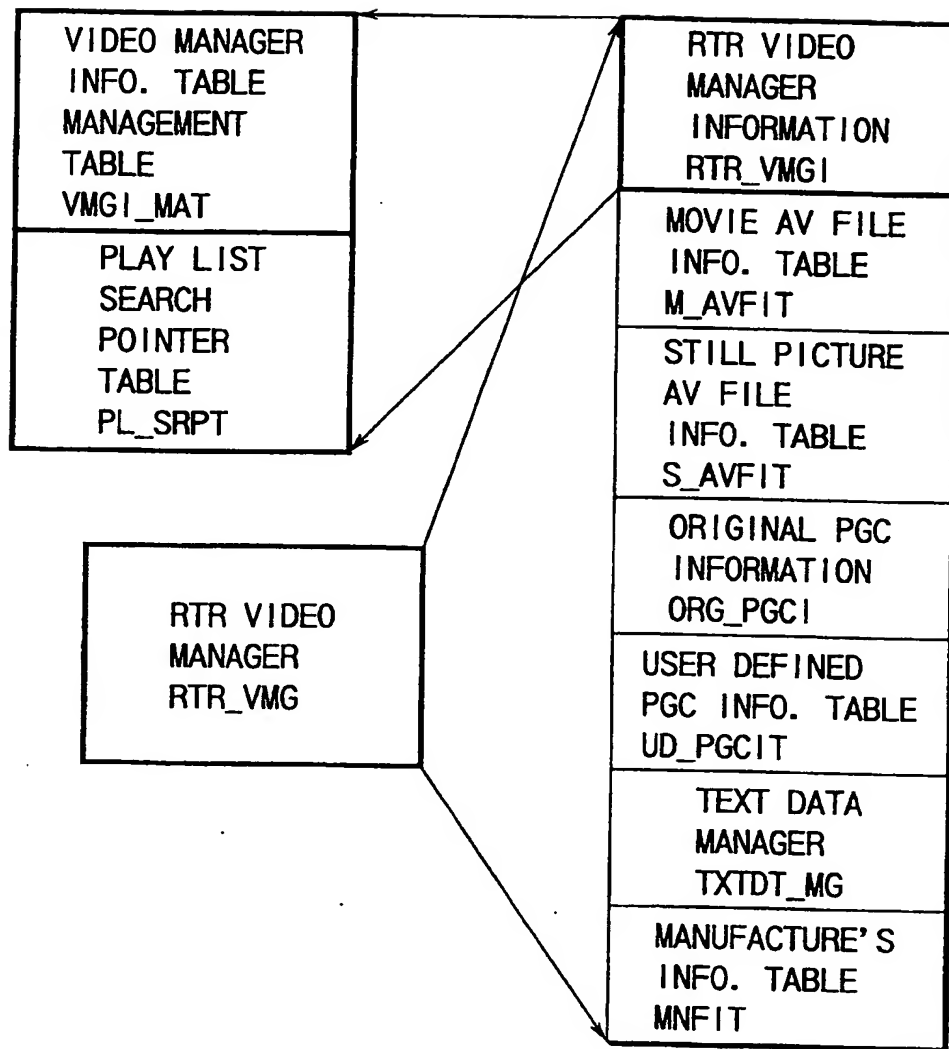 VIDEO MANAGER
INFO. TABLE
MANAGEMENT
TABLE
VMGI_MAT
PLAY LIST
SEARCH
POINTER
TABLE
PL_SRPT
RTR VIDEO
MANAGER
RTR_VMG
RTR VIDEO
MANAGER
INFORMATION
RTR_VMGI
MOVIE AV FILE
INFO. TABLE
M_AVFIT
STILL PICTURE
AV FILE
INFO. TABLE
S_AVFIT
ORIGINAL PGC
INFORMATION
ORG_PGCI
USER DEFINED
PGC INFO. TABLE
UD_PGCIT
TEXT DATA
MANAGER
TXTDT_MG
MANUFACTURE'S
INFO. TABLE
MNFIT